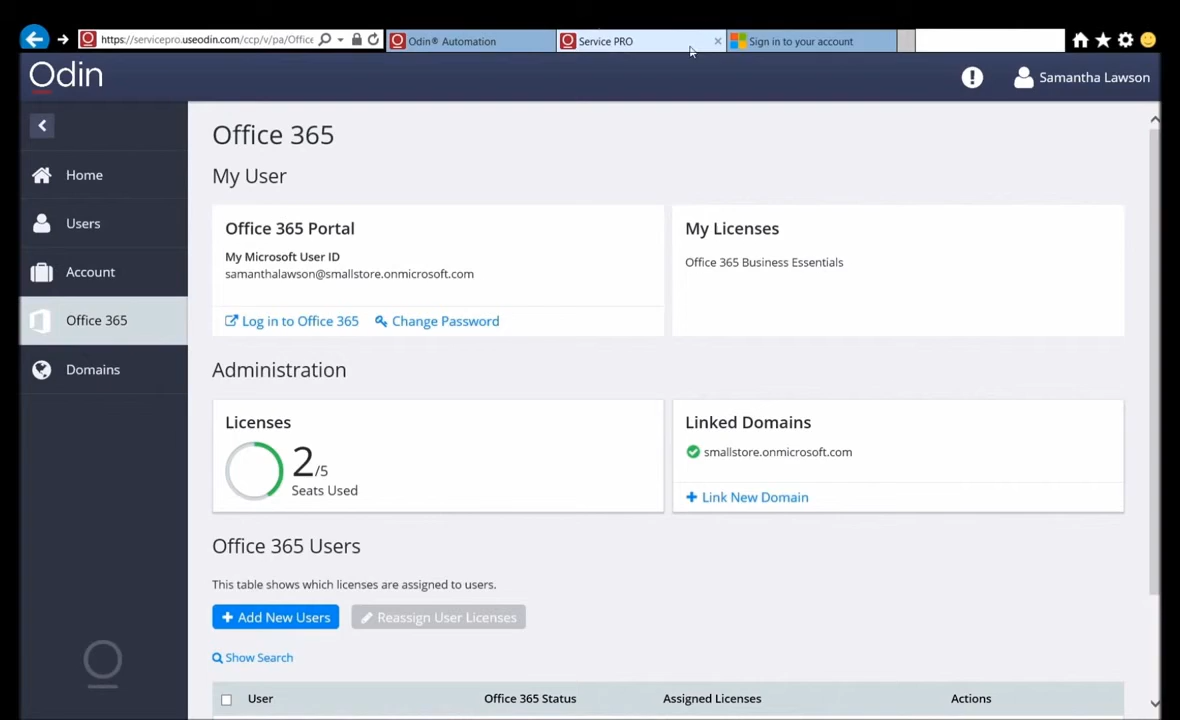 https://servicepro.useodin.com/ccp/v/pa/Office
Odin® Automation
Service PRO
Sign in to your account
Odin
Samantha Lawson
Home
Users
Account
Office 365
Domains
Office 365
My User
Office 365 Portal
My Microsoft User ID
samanthalawson@smallstore.onmicrosoft.com
Log in to Office 365
Change Password
My Licenses
Office 365 Business Essentials
Administration
Licenses
2/5
Seats Used
Linked Domains
smallstore.onmicrosoft.com
Link New Domain
Office 365 Users
This table shows which licenses are assigned to users.
Add New Users
Reassign User Licenses
Show Search
User Office 365 Status Assigned Licenses Actions